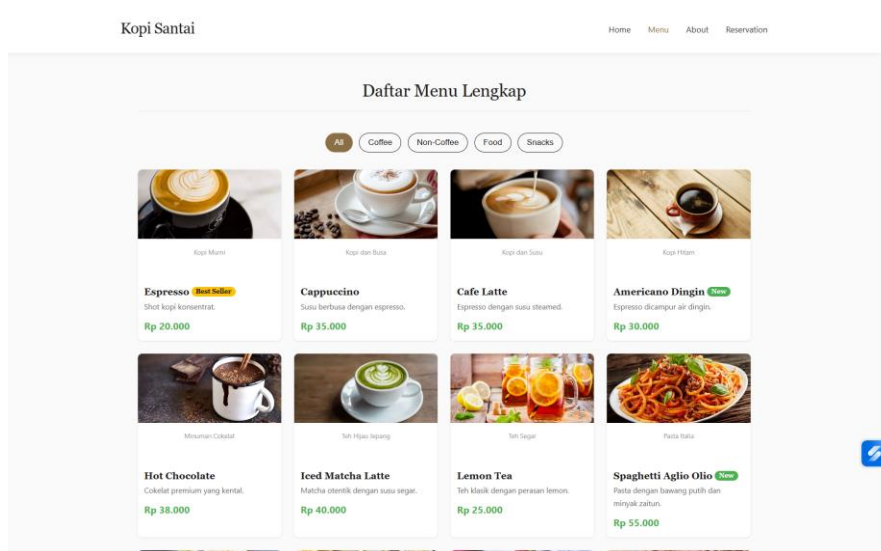 Kopi Santai
Home Menu About Reservation
Daftar Menu Lengkap
All Coffee Non-Coffee Food Snacks
Kopi Murni
Espresso Best Seller
Shot kopi konsentrat.
Rp 20.000
Kopi dan Busa
Cappuccino
Susu berbusa dengan espresso.
Rp 35.000
Kopi dan Susu
Cafe Latte
Espresso dengan susu steamed.
Rp 35.000
Kopi Hitam
Americano Dingin New
Espresso dicampur air dingin.
Rp 30.000
Minuman Cokelat
Hot Chocolate
Cokelat premium yang kental.
Rp 38.000
Teh Hijau Jepang
Iced Matcha Latte
Matcha otentik dengan susu segar.
Rp 40.000
Teh Segar
Lemon Tea
Teh klasik dengan perasan lemon.
Rp 25.000
Pasta Italia
Spaghetti Aglio Olio New
Pasta dengan bawang putih dan
minyak zaitun.
Rp 55.000